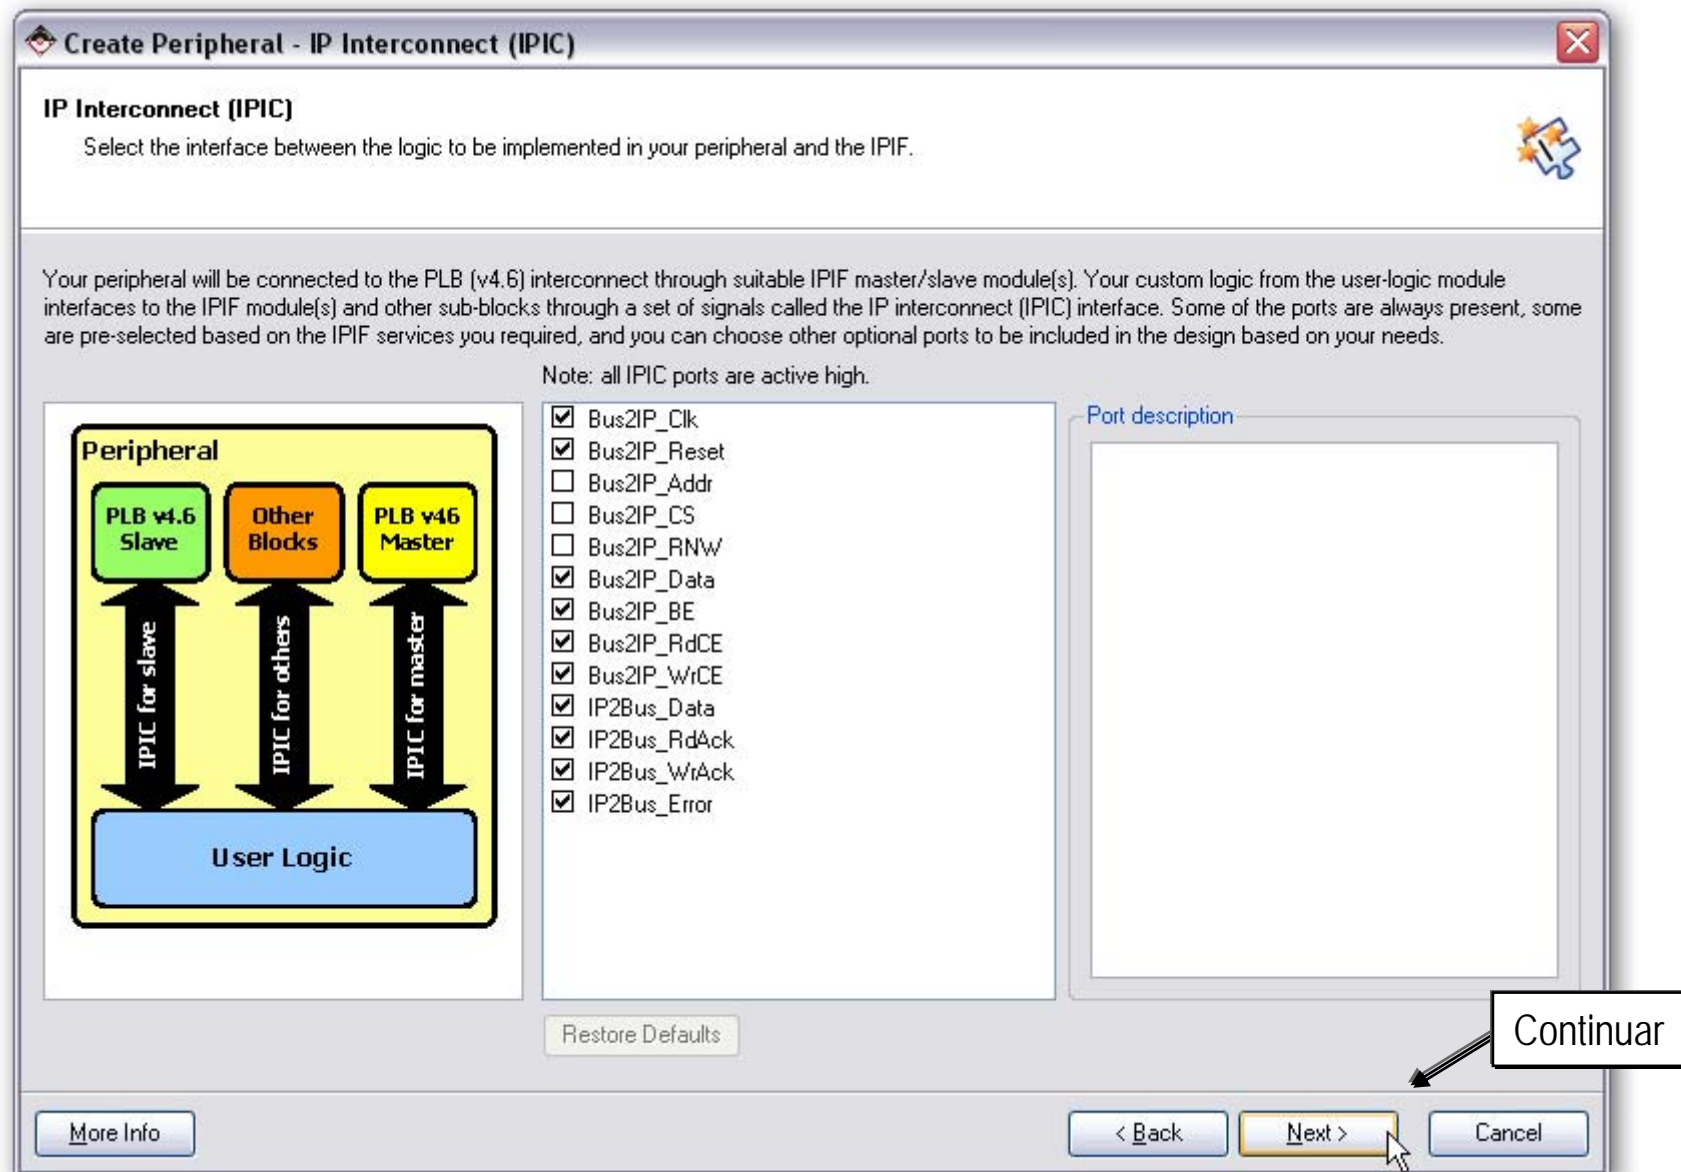 Create Peripheral - IP Interconnect (IPIC)
IP Interconnect (IPIC)
Select the interface between the logic to be implemented in your peripheral and the IPIF.
Your peripheral will be connected to the PLB (v4.6) interconnect through suitable IPIF master/slave module(s). Your custom logic from the user-logic module
interfaces to the IPIF module(s) and other sub-blocks through a set of signals called the IP interconnect (IPIC) interface. Some of the ports are always present, some
are pre-selected based on the IPIF services you required, and you can choose other optional ports to be included in the design based on your needs.
Note: all IPIC ports are active high.
Peripheral
PLB v4.6
Slave
Other
Blocks
PLB v46
Master
IPIC for slave
IPIC for others
IPIC for master
User Logic
Bus2IP_Clk
Bus2IP_Reset
Bus2IP_Addr
Bus2IP_CS
Bus2IP_RNW
Bus2IP_Data
Bus2IP_BE
Bus2IP_RdCE
Bus2IP_WrCE
IP2Bus_Data
IP2Bus_RdAck
IP2Bus_WrAck
IP2Bus_Error
Port description
Restore Defaults
Continuar
More Info
< Back
Next >
Cancel